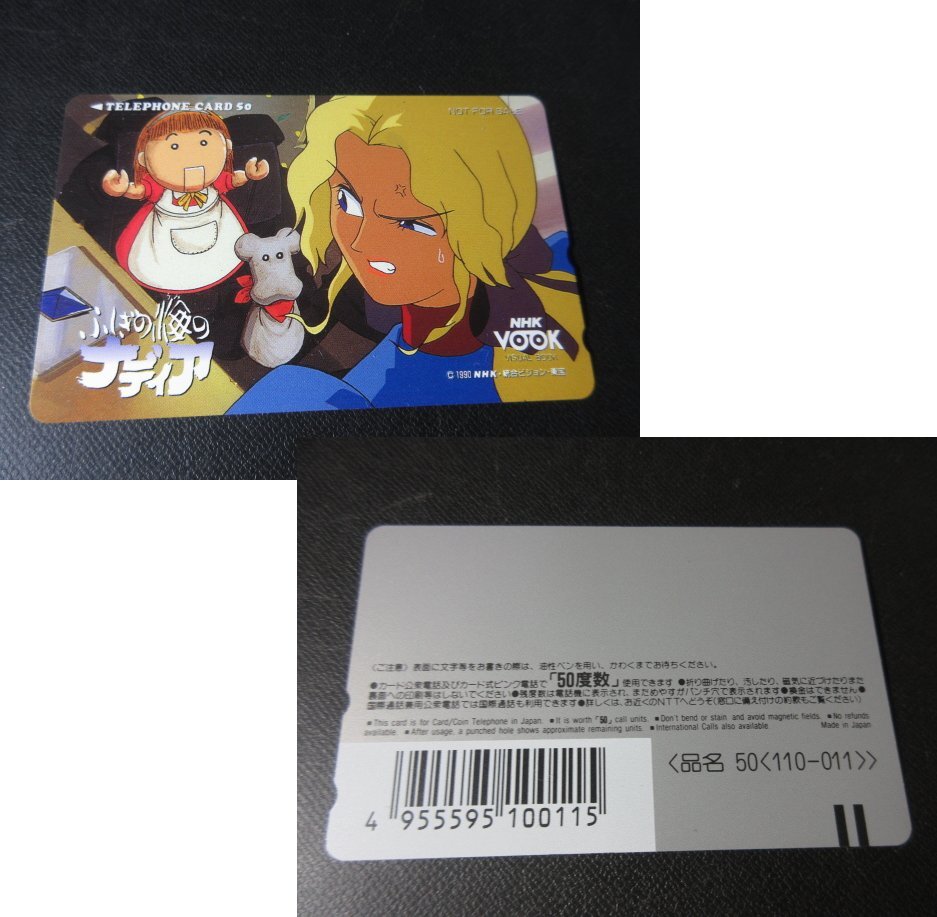 ◀TELEPHONE CARD 50
NOT FOR SALE
ふしぎの海の
ナディア
NHK
VOOK
VISUAL BOOK
© 1990 NHK・総合ビジョン・東宝
〈ご注意〉表面に文字等をお書きの際は、油性ペンを用い、かわくまでお待ちください。
●カード公衆電話及びカード式ピンク電話で「50度数」使用できます ●折り曲げたり、汚したり、磁気に近づけたりまた
裏面への印刷等はしないでください●残度数は電話機に表示され、まためやすがパンチ穴で表示されます●換金はできません●
国際通話兼用公衆電話では国際通話も利用できます●詳しくは、お近くのNTTへどうぞ(窓口に備え付けの約款もご覧ください)
■This card is for Card/Coin Telephone in Japan. ■It is worth「50」call units. ■Don't bend or stain and avoid magnetic fields. ■No refunds
available. ■After usage, a punched hole shows approximate remaining units. ■International Calls also available. Made in Japan
〈品名 50〈110-011〉〉
4 955595 100115